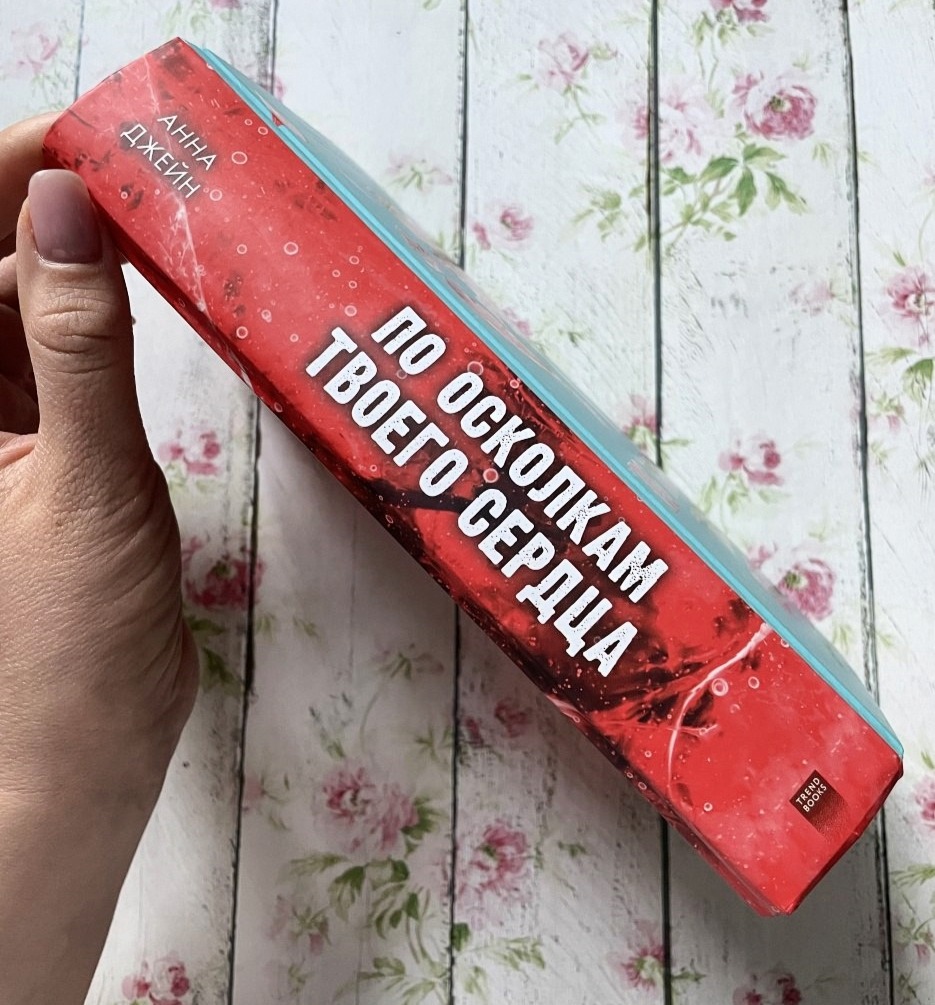 АННА
ДЖЕЙН
ПО ОСКОЛКАМ
ТВОЕГО СЕРДЦА
TREND
BOOKS